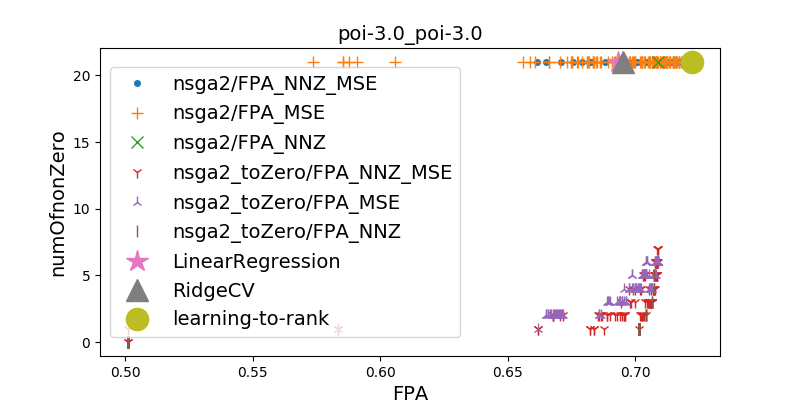 poi-3.0_poi-3.0
numOfnonZero
20
15
10
5
0
nsga2/FPA_NNZ_MSE
nsga2/FPA_MSE
nsga2/FPA_NNZ
nsga2_toZero/FPA_NNZ_MSE
nsga2_toZero/FPA_MSE
nsga2_toZero/FPA_NNZ
LinearRegression
RidgeCV
learning-to-rank
0.50 0.55 0.60 0.65 0.70
FPA